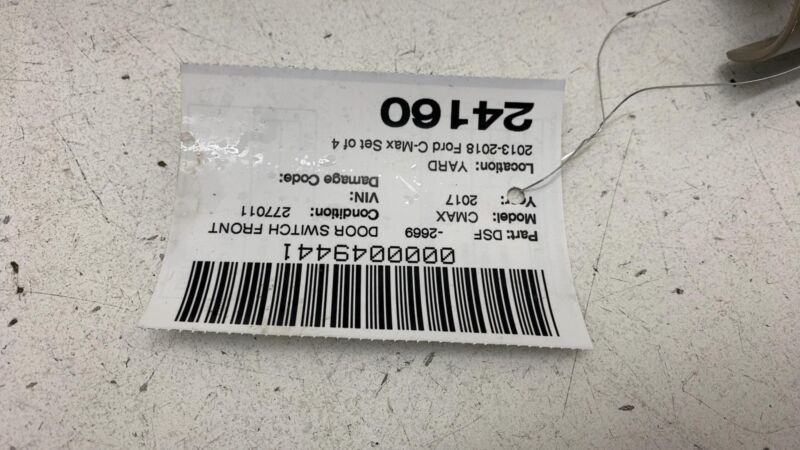 0000049441
Part: DSF -2669 DOOR SWITCH FRONT
Model: CMAX Condition: 277011
Year: 2017 VIN:
Damage Code:
Location: YARD
2013-2018 Ford C-Max Set of 4
24160